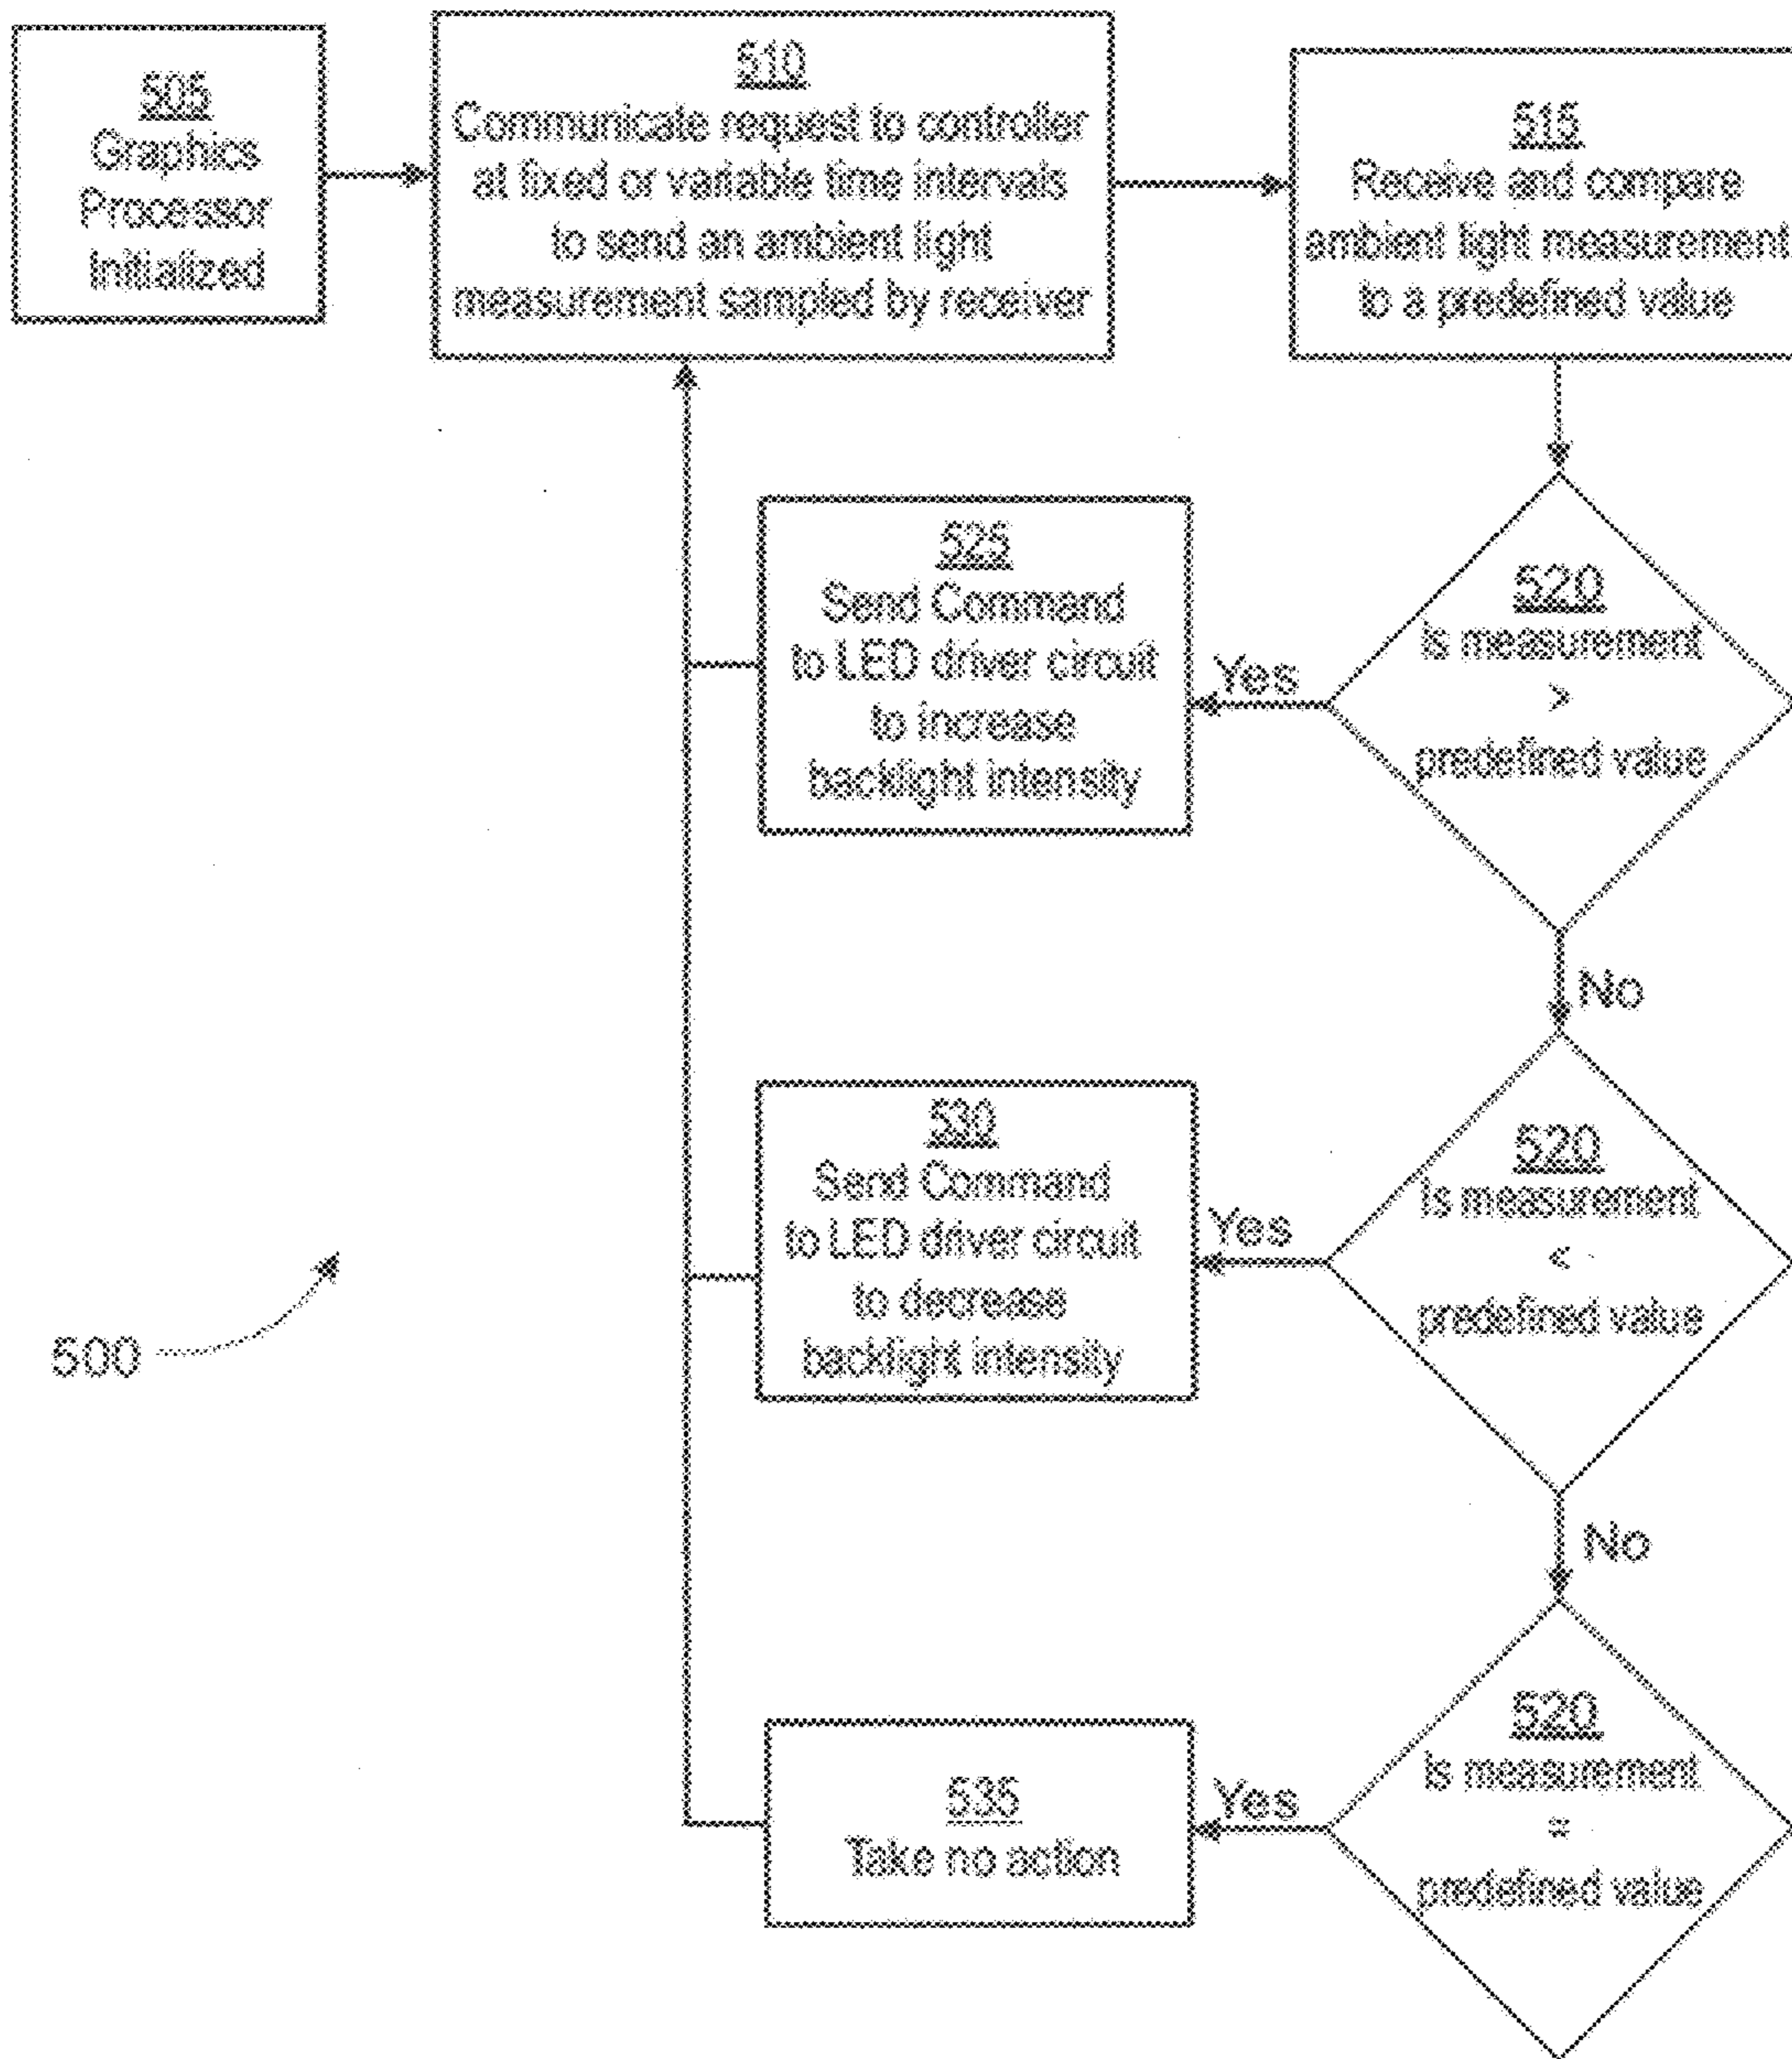 505
Graphics
Processor
Initialized
510
Communicate request to controller
at fixed or variable time intervals
to send an ambient light
measurement sampled by receiver
515
Receive and compare
ambient light measurement
to a predefined value
520
Is measurement
>
predefined value
Yes
525
Send Command
to LED driver circuit
to increase
backlight intensity
No
520
Is measurement
<
predefined value
Yes
530
Send Command
to LED driver circuit
to decrease
backlight intensity
500
No
520
Is measurement
=
predefined value
Yes
535
Take no action